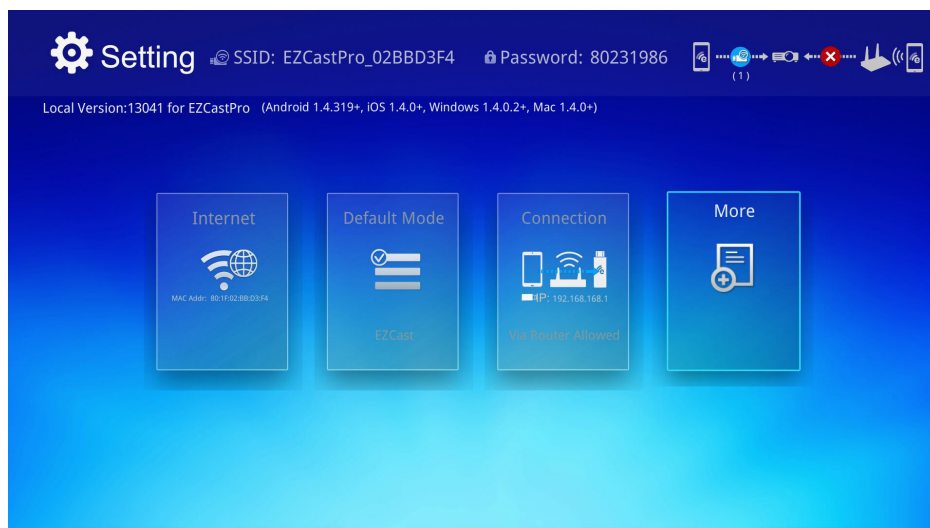 Setting SSID: EZCastPro_02BBD3F4 Password: 80231986
(1)
Local Version:13041 for EZCastPro (Android 1.4.319+, iOS 1.4.0+, Windows 1.4.0.2+, Mac 1.4.0+)
Internet
MAC Addr: 80:1F:02:BB:D3:F4
Default Mode
EZCast
Connection
IP: 192.168.168.1
Via Router Allowed
More